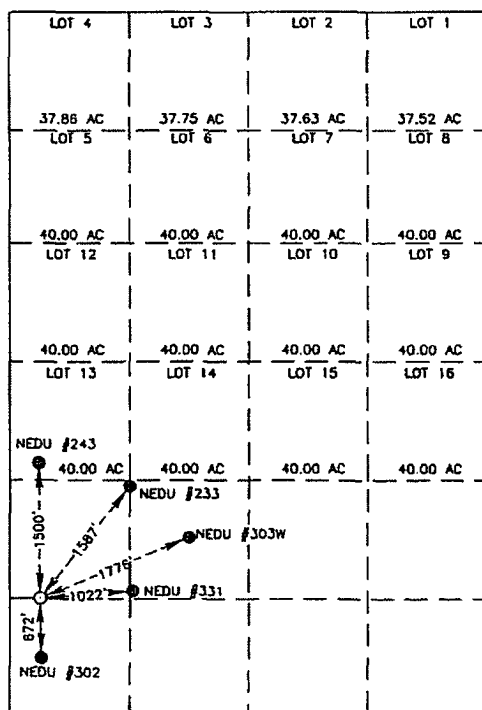 LOT 4 LOT 3 LOT 2 LOT 1
37.86 AC 37.75 AC 37.63 AC 37.52 AC
LOT 5 LOT 6 LOT 7 LOT 8
40.00 AC 40.00 AC 40.00 AC 40.00 AC
LOT 12 LOT 11 LOT 10 LOT 9
40.00 AC 40.00 AC 40.00 AC 40.00 AC
LOT 13 LOT 14 LOT 15 LOT 16
NEDU #243
40.00 AC 40.00 AC 40.00 AC 40.00 AC
NEDU #233
1500'
1587'
NEDU #303W
1776'
1022'
NEDU #331
672'
NEDU #302